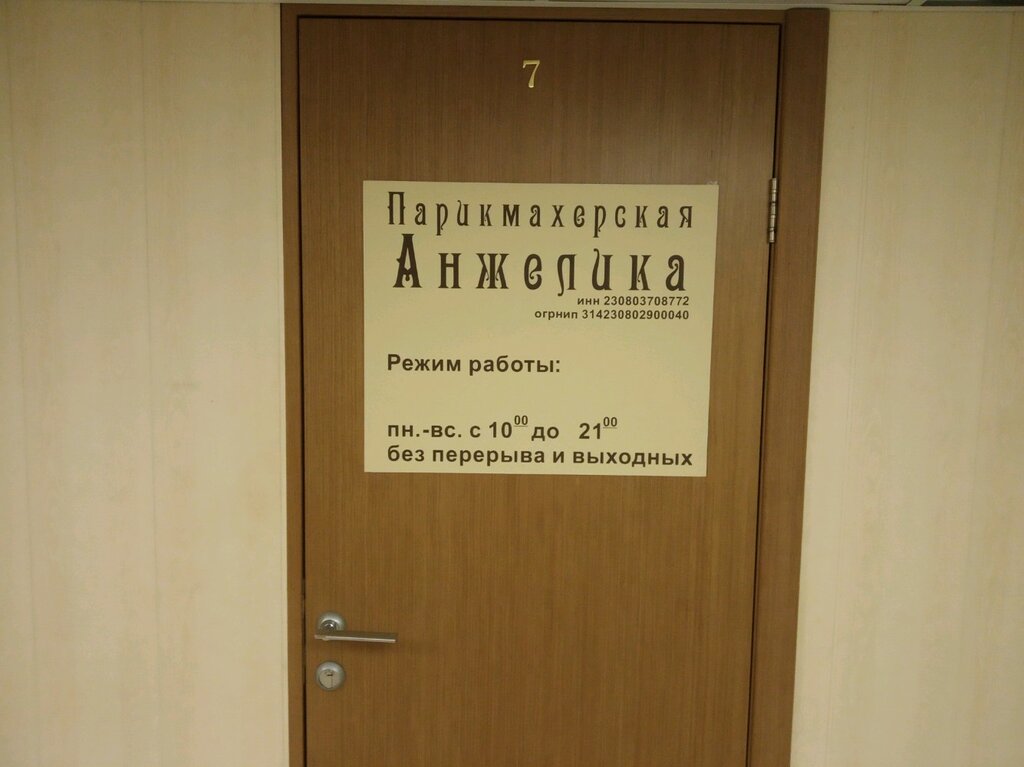 7
Парикмахерская
Анжелика
инн 230803708772
огрнип 314230802900040
Режим работы:
пн.-вс. с 10⁰⁰ до 21⁰⁰
без перерыва и выходных